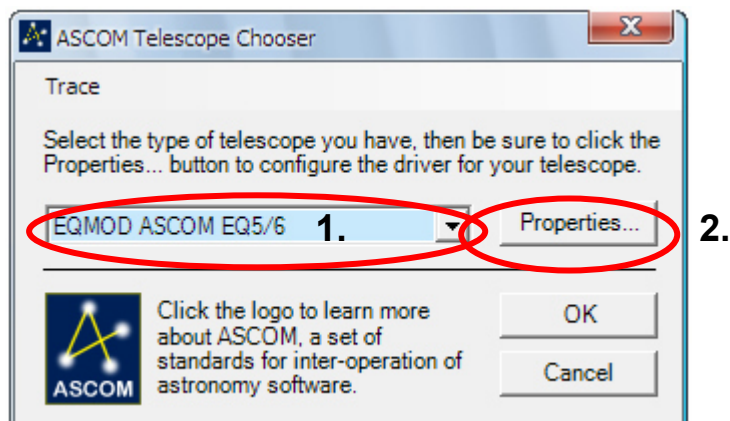 ASCOM Telescope Chooser
X
Trace
Select the type of telescope you have, then be sure to click the
Properties... button to configure the driver for your telescope.
EQMOD ASCOM EQ5/6 1. Properties... 2.
Click the logo to learn more
about ASCOM, a set of
standards for inter-operation of
astronomy software.
ASCOM
OK
Cancel